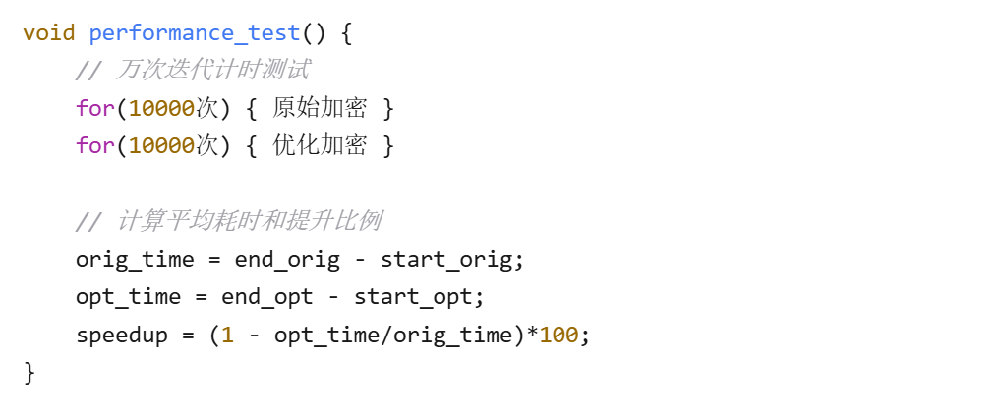 void performance_test() {
    // 万次迭代计时测试
    for(10000次) { 原始加密 }
    for(10000次) { 优化加密 }

    // 计算平均耗时和提升比例
    orig_time = end_orig - start_orig;
    opt_time = end_opt - start_opt;
    speedup = (1 - opt_time/orig_time)*100;
}